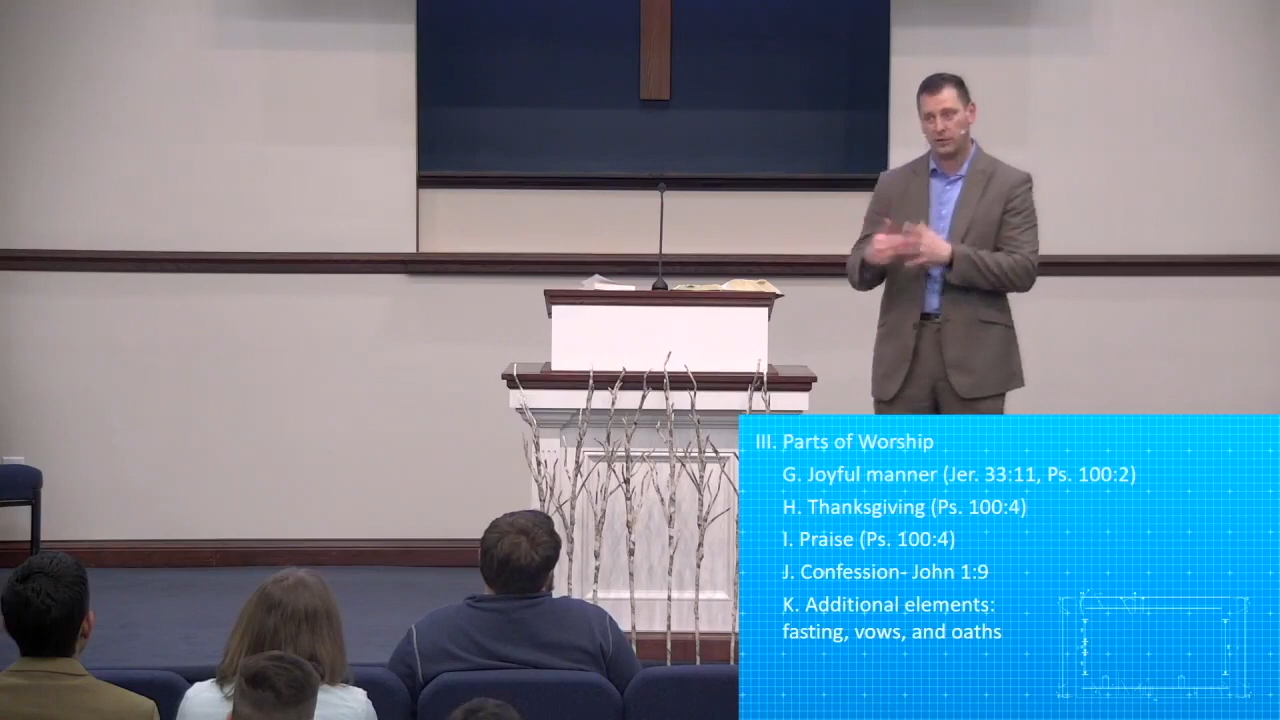 III. Parts of Worship
G. Joyful manner (Jer. 33:11, Ps. 100:2)
H. Thanksgiving (Ps. 100:4)
I. Praise (Ps. 100:4)
J. Confession- John 1:9
K. Additional elements:
fasting, vows, and oaths